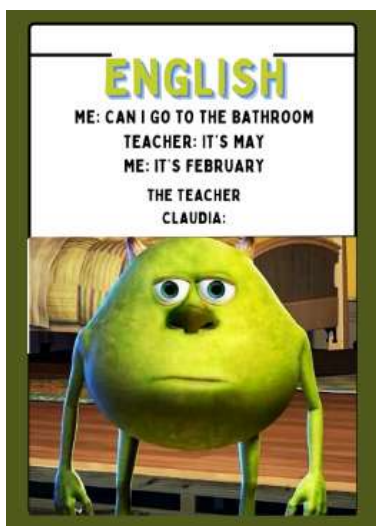 ENGLISH
ME: CAN I GO TO THE BATHROOM
TEACHER: IT'S MAY
ME: IT'S FEBRUARY
THE TEACHER
CLAUDIA: